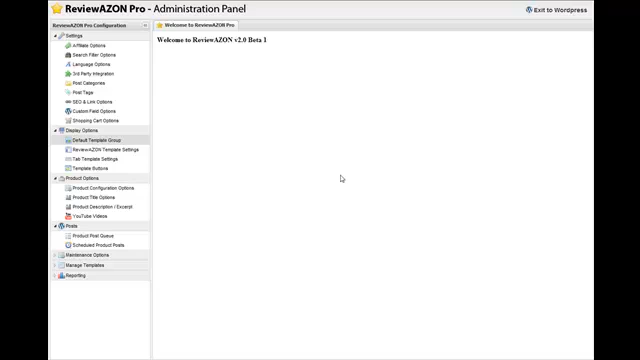 ReviewAZON Pro - Administration Panel
Exit to Wordpress
ReviewAZON Pro Configuration
Welcome to ReviewAZON Pro
Welcome to ReviewAZON v2.0 Beta 1
Settings
Affiliate Options
Search Filter Options
Language Options
3rd Party Integration
Post Categories
Post Tags
SEO & Link Options
Custom Field Options
Shopping Cart Options
Display Options
Default Template Group
ReviewAZON Template Settings
Tab Template Settings
Template Buttons
Product Options
Product Configuration Options
Product Title Options
Product Description / Excerpt
YouTube Videos
Posts
Product Post Queue
Scheduled Product Posts
Maintenance Options
Manage Templates
Reporting